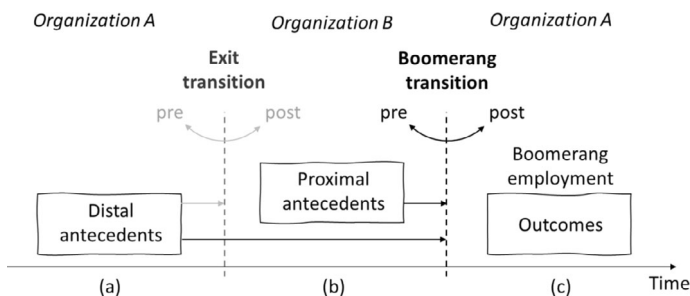 Organization A
Organization B
Organization A
Exit
transition
Boomerang
transition
pre
post
pre
post
Boomerang
employment
Distal
antecedents
Proximal
antecedents
Outcomes
(a)
(b)
(c)
Time